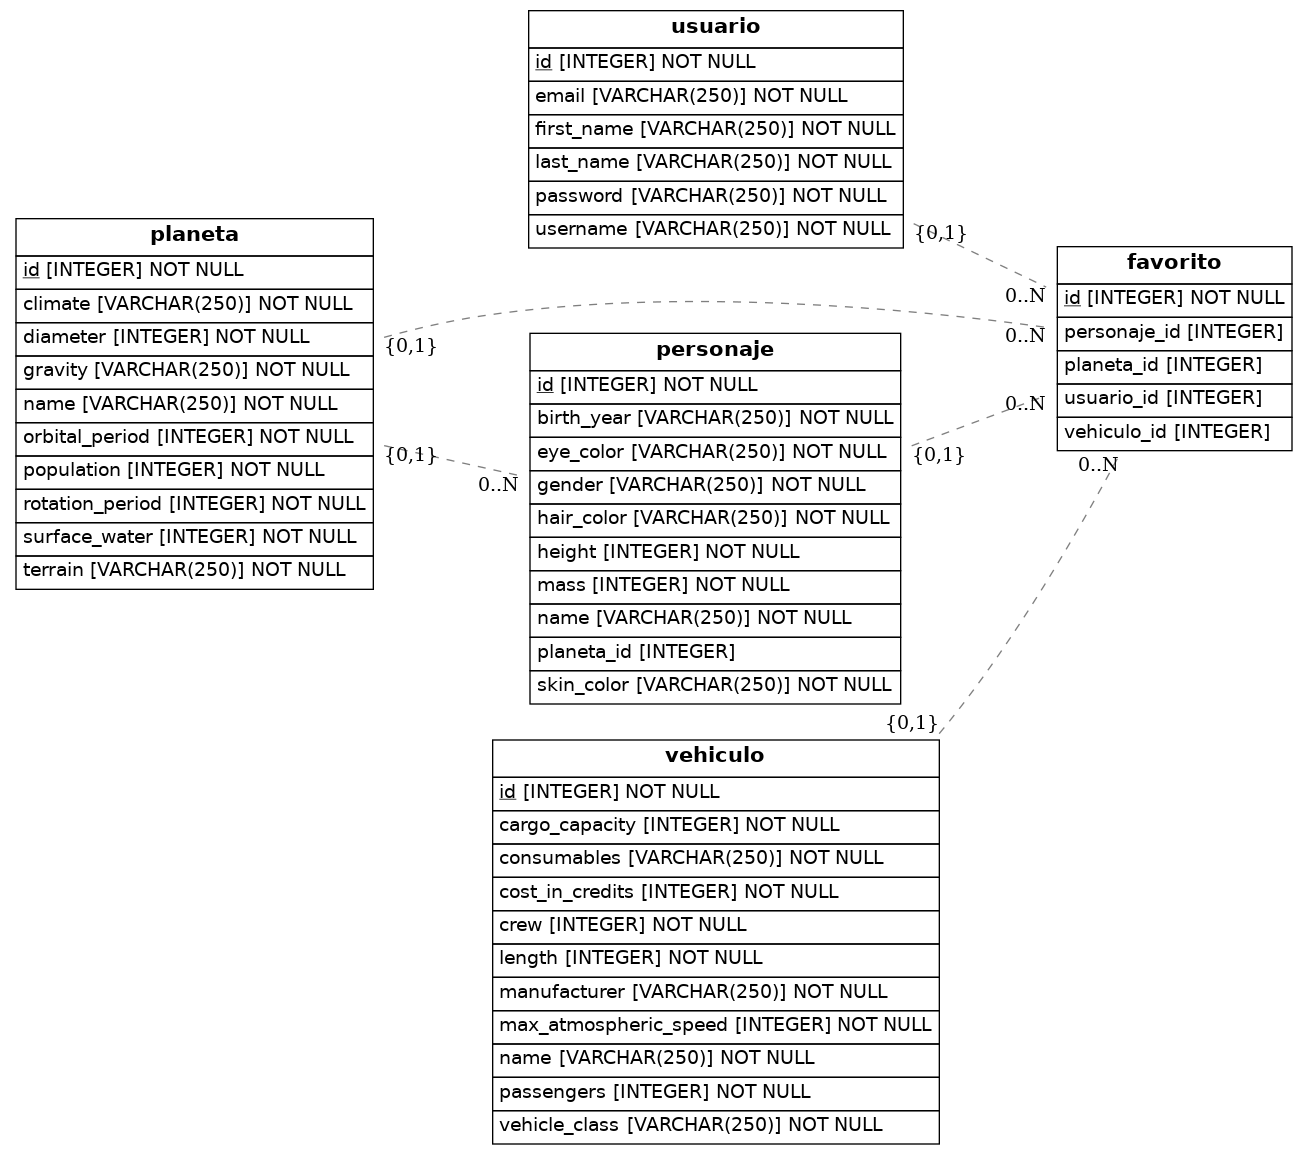 usuario
id [INTEGER] NOT NULL
email [VARCHAR(250)] NOT NULL
first_name [VARCHAR(250)] NOT NULL
last_name [VARCHAR(250)] NOT NULL
password [VARCHAR(250)] NOT NULL
username [VARCHAR(250)] NOT NULL
{0,1}
0..N
planeta
id [INTEGER] NOT NULL
climate [VARCHAR(250)] NOT NULL
diameter [INTEGER] NOT NULL
gravity [VARCHAR(250)] NOT NULL
name [VARCHAR(250)] NOT NULL
orbital_period [INTEGER] NOT NULL
population [INTEGER] NOT NULL
rotation_period [INTEGER] NOT NULL
surface_water [INTEGER] NOT NULL
terrain [VARCHAR(250)] NOT NULL
{0,1}
0..N
{0,1}
0..N
personaje
id [INTEGER] NOT NULL
birth_year [VARCHAR(250)] NOT NULL
eye_color [VARCHAR(250)] NOT NULL
gender [VARCHAR(250)] NOT NULL
hair_color [VARCHAR(250)] NOT NULL
height [INTEGER] NOT NULL
mass [INTEGER] NOT NULL
name [VARCHAR(250)] NOT NULL
planeta_id [INTEGER]
skin_color [VARCHAR(250)] NOT NULL
{0,1}
0..N
favorito
id [INTEGER] NOT NULL
personaje_id [INTEGER]
planeta_id [INTEGER]
usuario_id [INTEGER]
vehiculo_id [INTEGER]
0..N
{0,1}
vehiculo
id [INTEGER] NOT NULL
cargo_capacity [INTEGER] NOT NULL
consumables [VARCHAR(250)] NOT NULL
cost_in_credits [INTEGER] NOT NULL
crew [INTEGER] NOT NULL
length [INTEGER] NOT NULL
manufacturer [VARCHAR(250)] NOT NULL
max_atmospheric_speed [INTEGER] NOT NULL
name [VARCHAR(250)] NOT NULL
passengers [INTEGER] NOT NULL
vehicle_class [VARCHAR(250)] NOT NULL